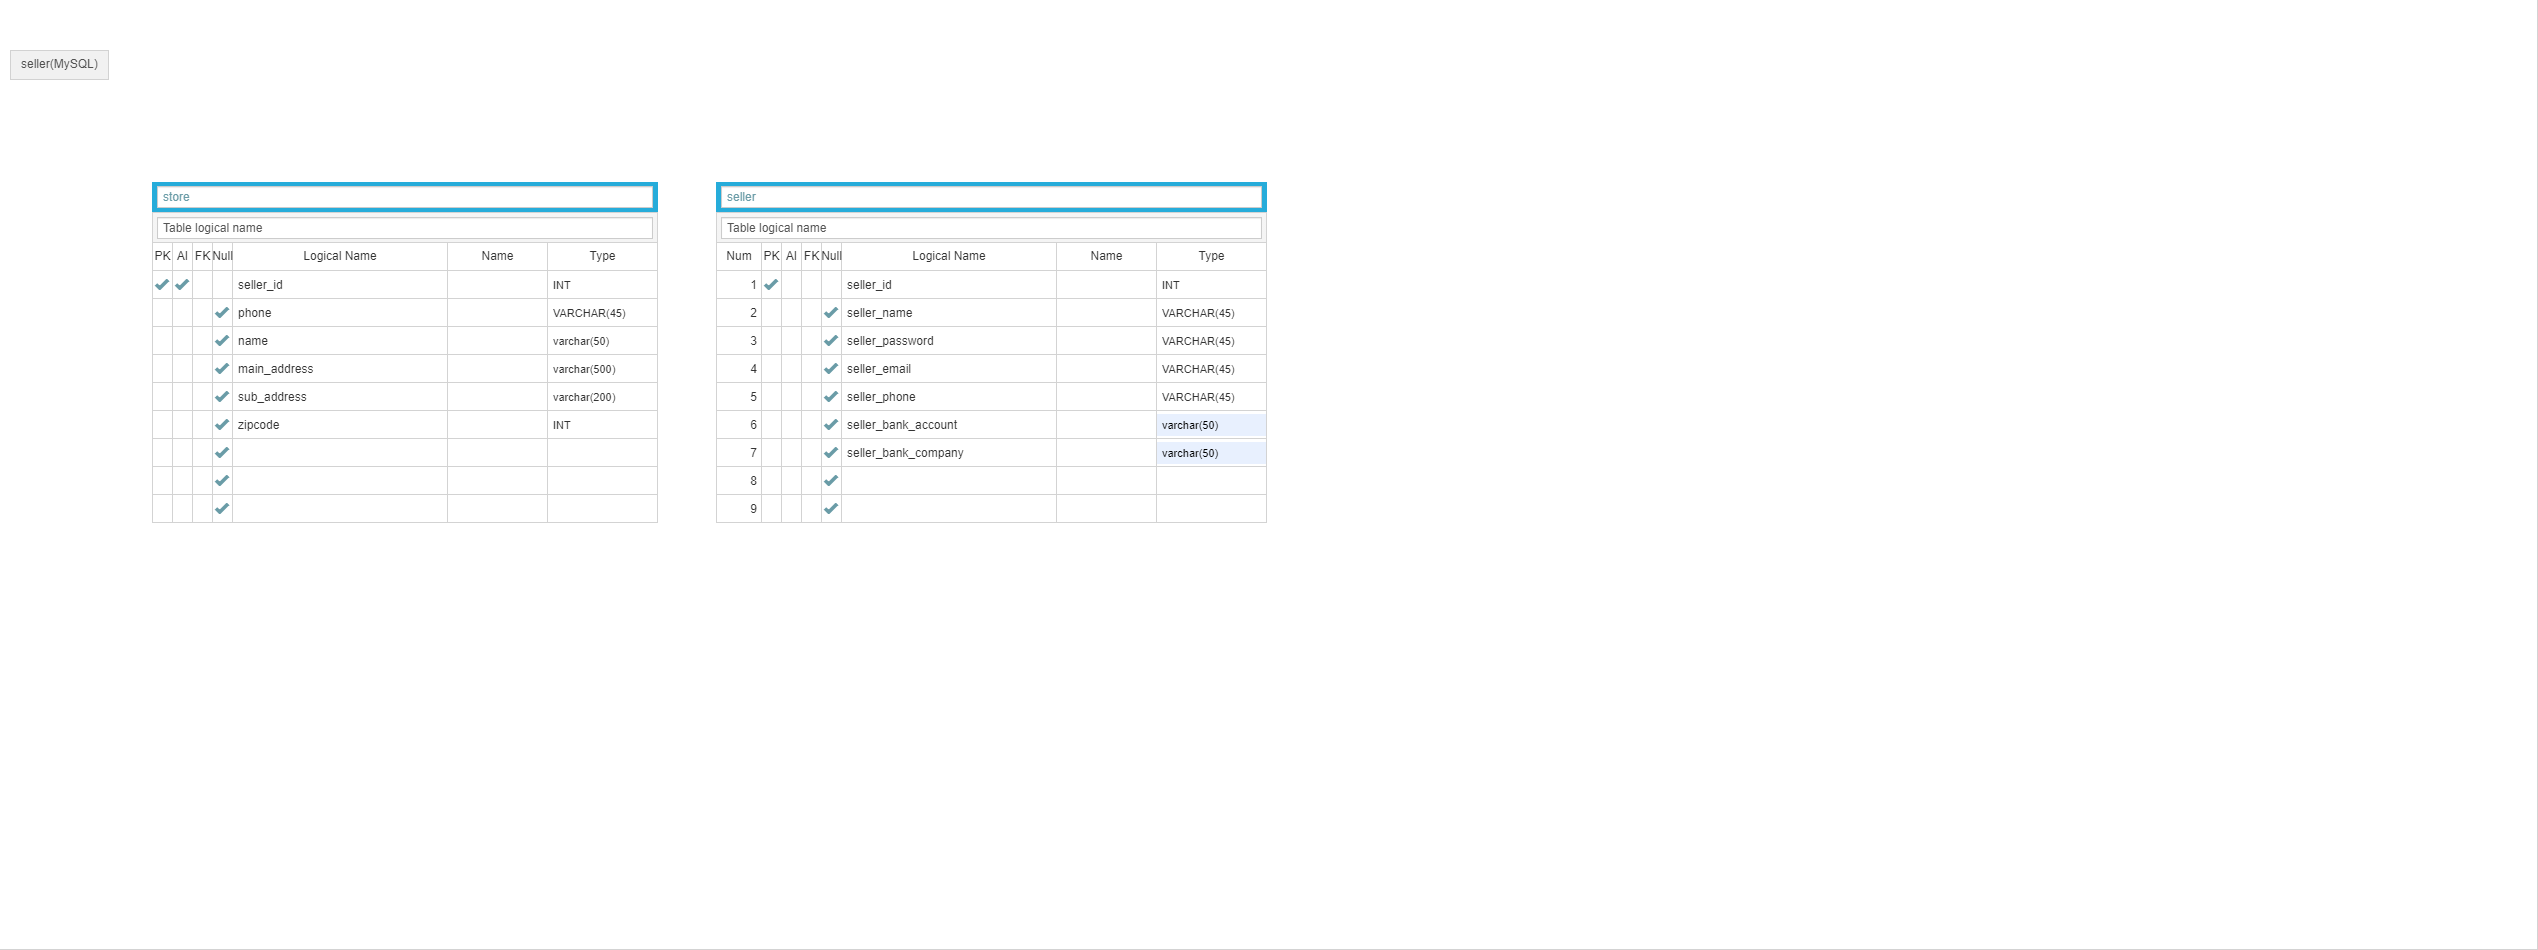 seller(MySQL)
store
Table logical name
PK AI FK Null Logical Name Name Type
seller_id INT
phone VARCHAR(45)
name varchar(50)
main_address varchar(500)
sub_address varchar(200)
zipcode INT
seller
Table logical name
Num PK AI FK Null Logical Name Name Type
1 seller_id INT
2 seller_name VARCHAR(45)
3 seller_password VARCHAR(45)
4 seller_email VARCHAR(45)
5 seller_phone VARCHAR(45)
6 seller_bank_account varchar(50)
7 seller_bank_company varchar(50)
8
9